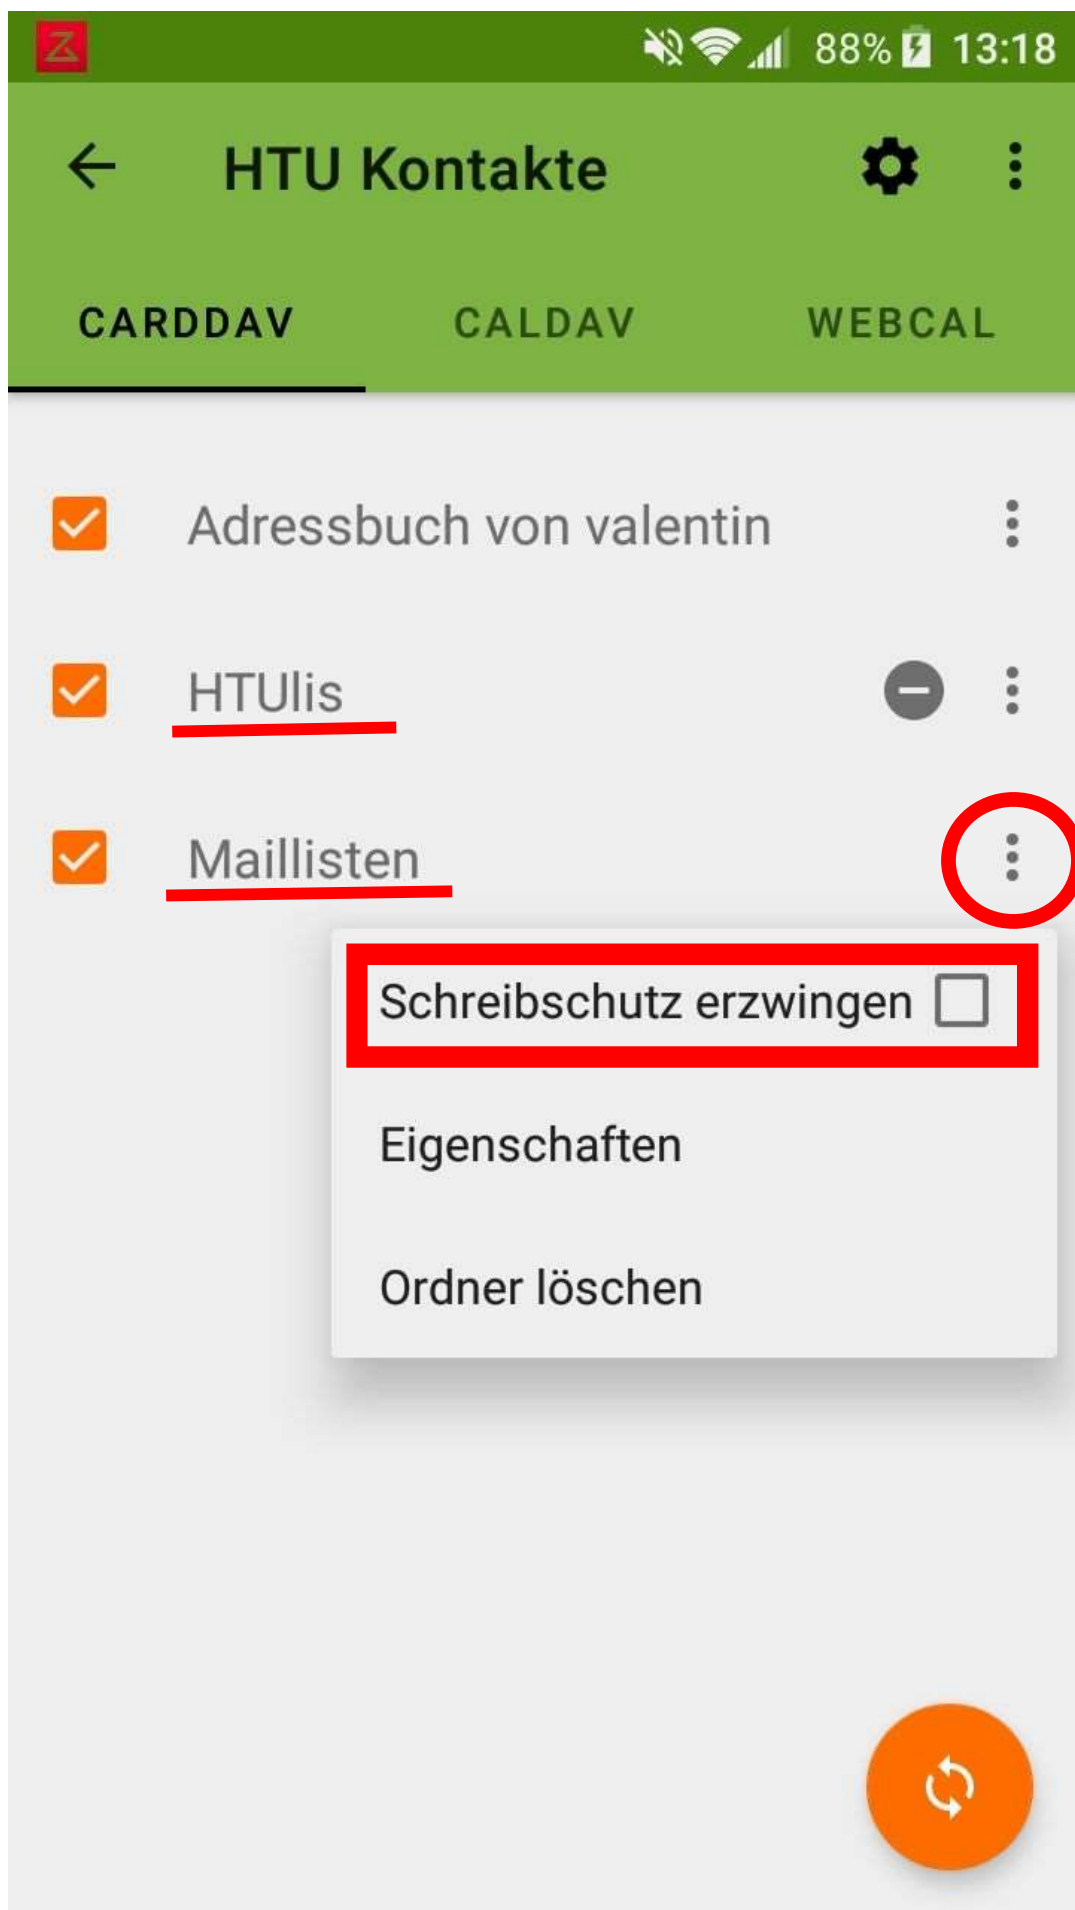 88% 13:18
HTU Kontakte
CARDDAV CALDAV WEBCAL
Adressbuch von valentin
HTUlis
Maillisten
Schreibschutz erzwingen
Eigenschaften
Ordner löschen